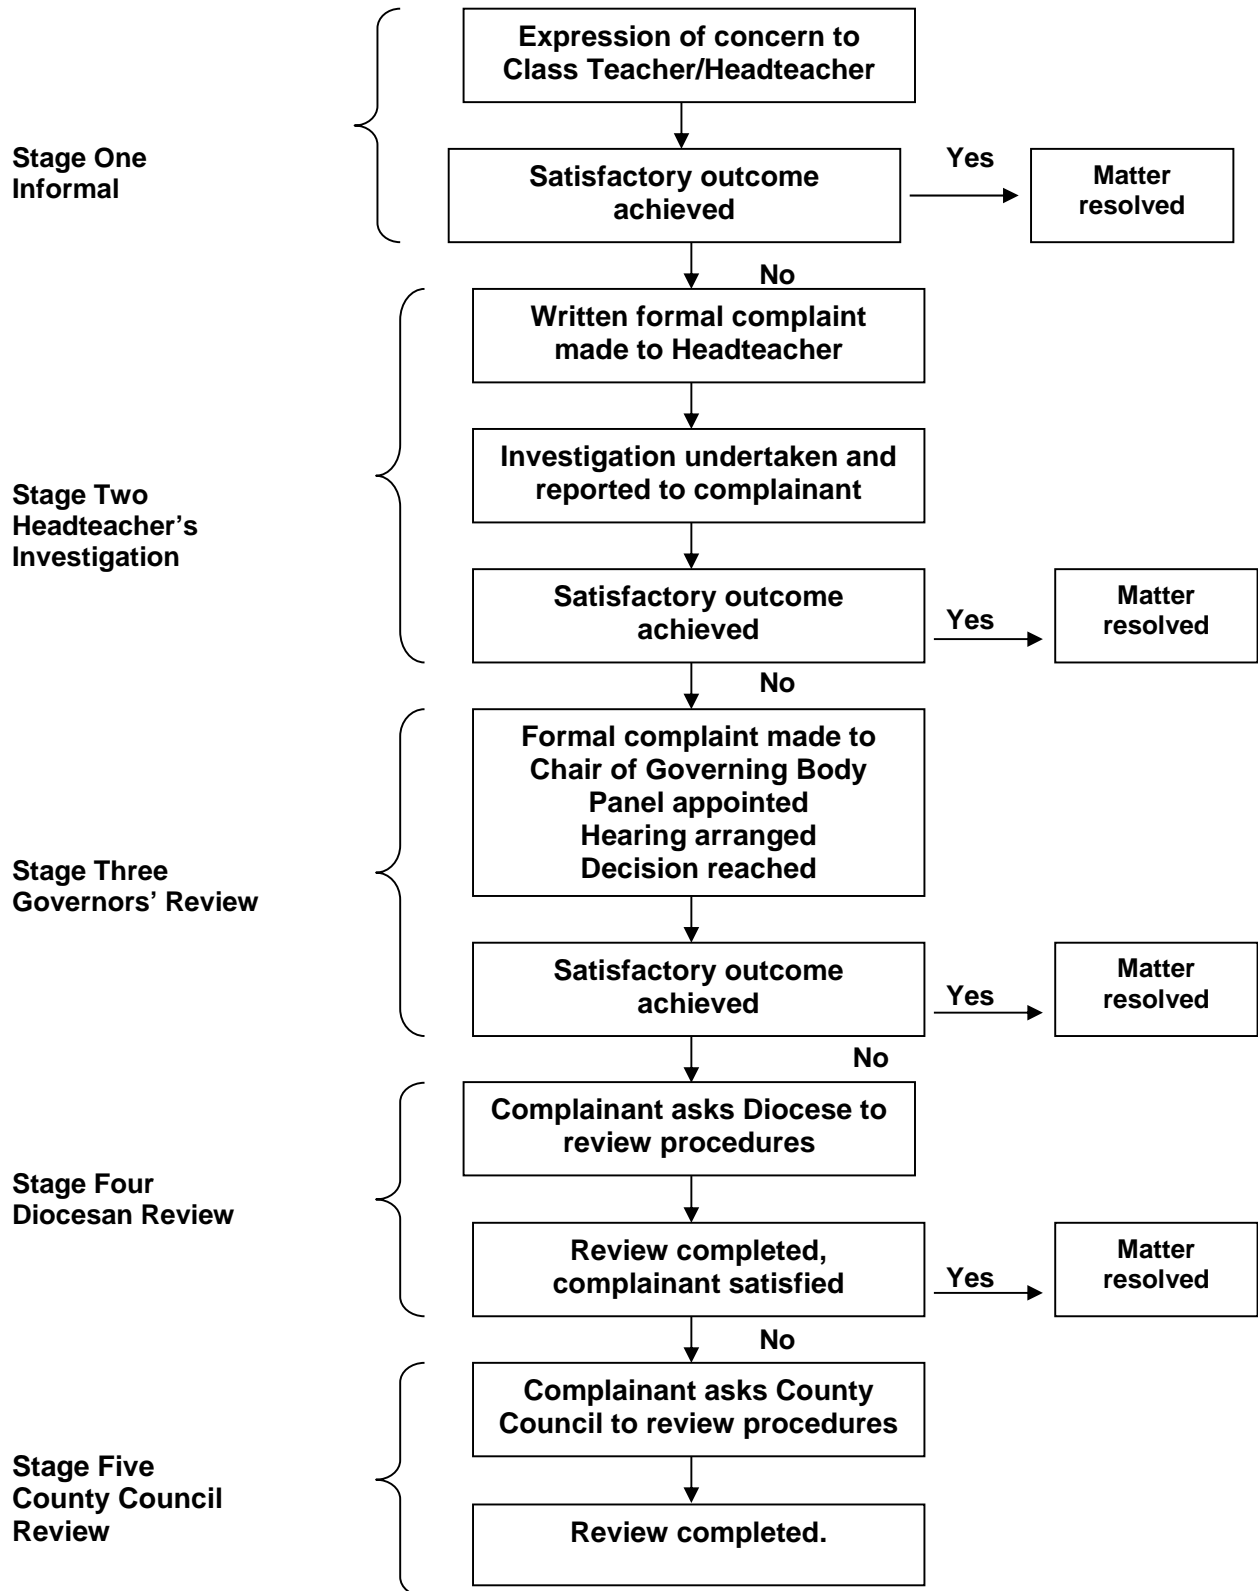 Expression of concern to
Class Teacher/Headteacher
Stage One
Informal
Satisfactory outcome
achieved
Yes
Matter
resolved
No
Written formal complaint
made to Headteacher
Investigation undertaken and
reported to complainant
Stage Two
Headteacher’s
Investigation
Satisfactory outcome
achieved
Yes
Matter
resolved
No
Formal complaint made to
Chair of Governing Body
Panel appointed
Hearing arranged
Decision reached
Stage Three
Governors’ Review
Satisfactory outcome
achieved
Yes
Matter
resolved
No
Complainant asks Diocese to
review procedures
Stage Four
Diocesan Review
Review completed,
complainant satisfied
Yes
Matter
resolved
No
Complainant asks County
Council to review procedures
Stage Five
County Council
Review
Review completed.